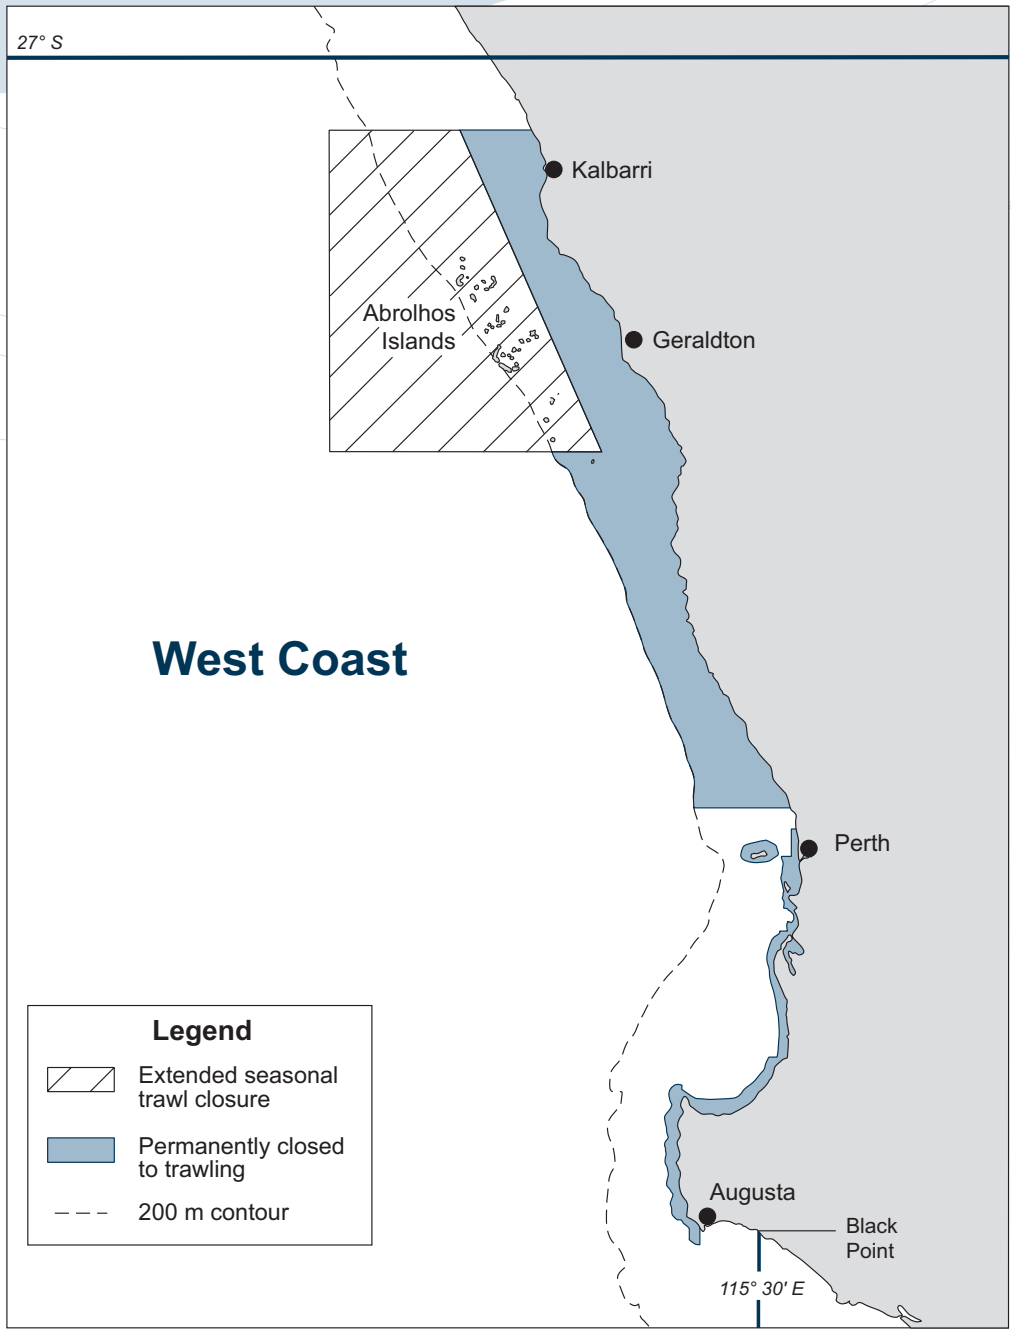 27° S
Kalbarri
Abrolhos
Islands
Geraldton
West Coast
Perth
Legend
Extended seasonal
trawl closure
Permanently closed
to trawling
200 m contour
Augusta
Black
Point
115° 30' E